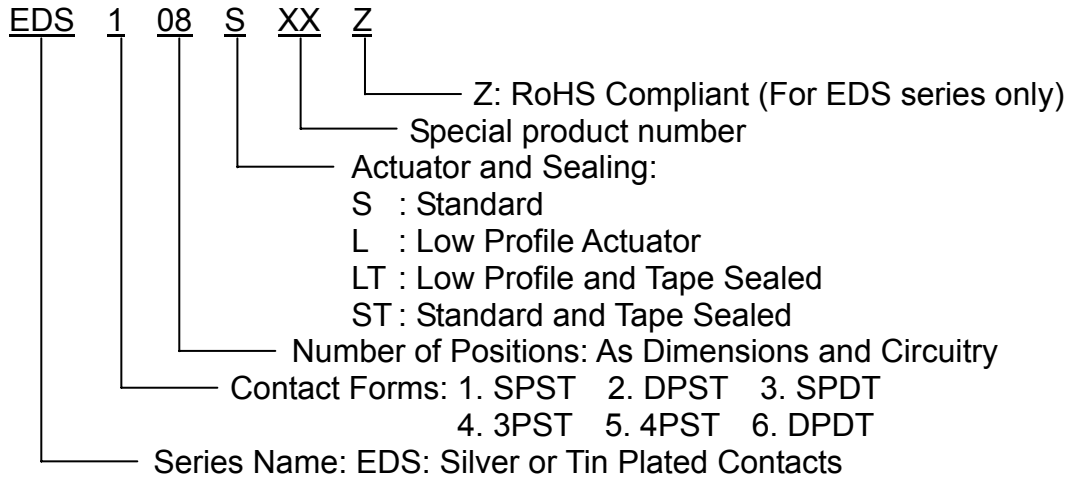 EDS 1 08 S XX Z
Z: RoHS Compliant (For EDS series only)
Special product number
Actuator and Sealing:
S : Standard
L : Low Profile Actuator
LT : Low Profile and Tape Sealed
ST : Standard and Tape Sealed
Number of Positions: As Dimensions and Circuitry
Contact Forms: 1. SPST 2. DPST 3. SPDT
4. 3PST 5. 4PST 6. DPDT
Series Name: EDS: Silver or Tin Plated Contacts